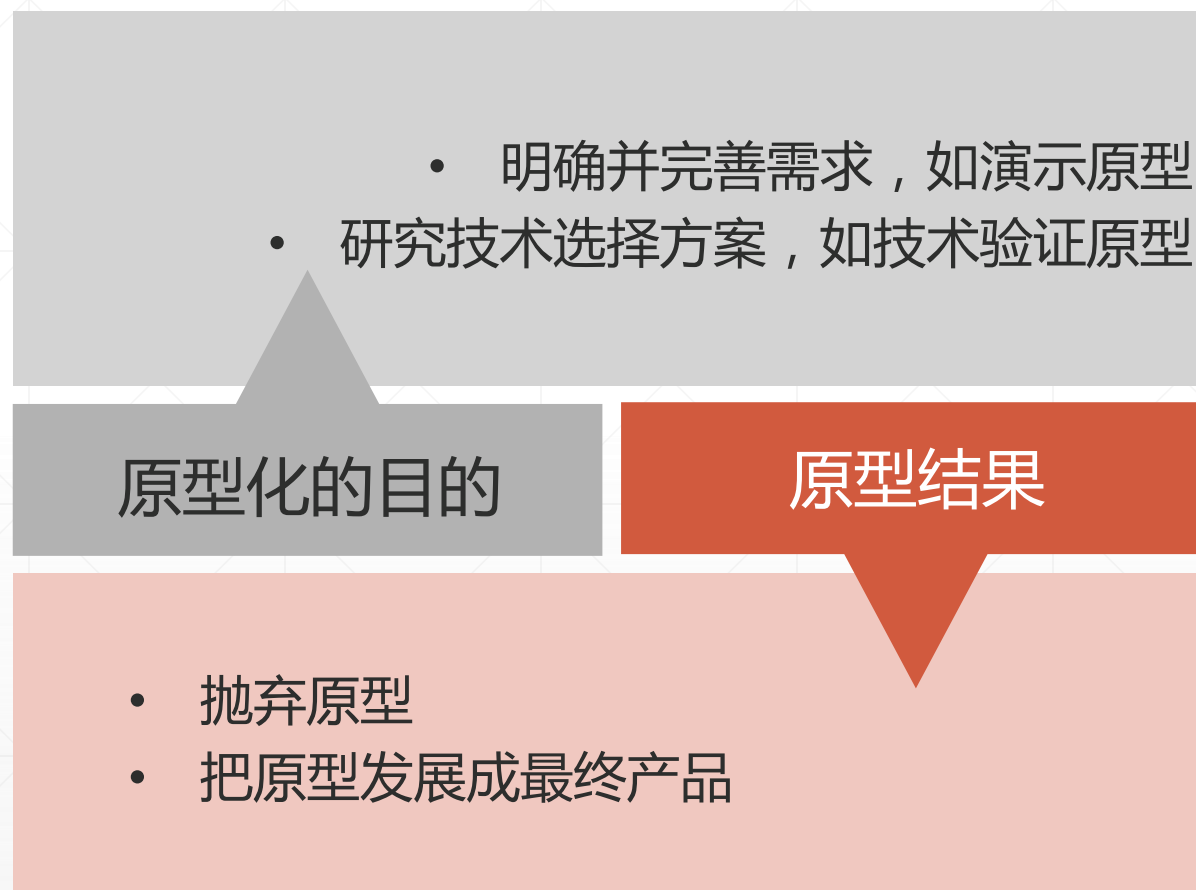 • 明确并完善需求，如演示原型
• 研究技术选择方案，如技术验证原型
原型化的目的
原型结果
• 抛弃原型
• 把原型发展成最终产品